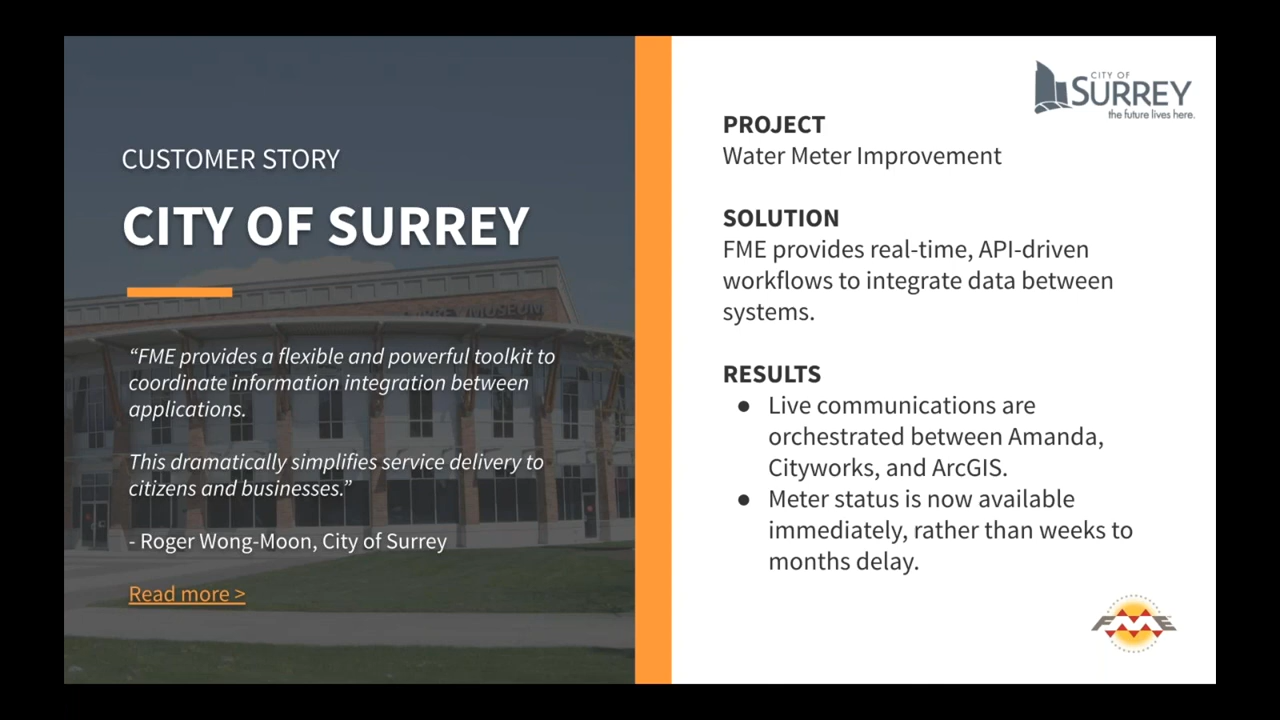 CUSTOMER STORY
CITY OF SURREY
“FME provides a flexible and powerful toolkit to
coordinate information integration between
applications.
This dramatically simplifies service delivery to
citizens and businesses.”
- Roger Wong-Moon, City of Surrey
Read more >
CITY OF
SURREY
the future lives here.
PROJECT
Water Meter Improvement
SOLUTION
FME provides real-time, API-driven
workflows to integrate data between
systems.
RESULTS
● Live communications are
orchestrated between Amanda,
Cityworks, and ArcGIS.
● Meter status is now available
immediately, rather than weeks to
months delay.
FME